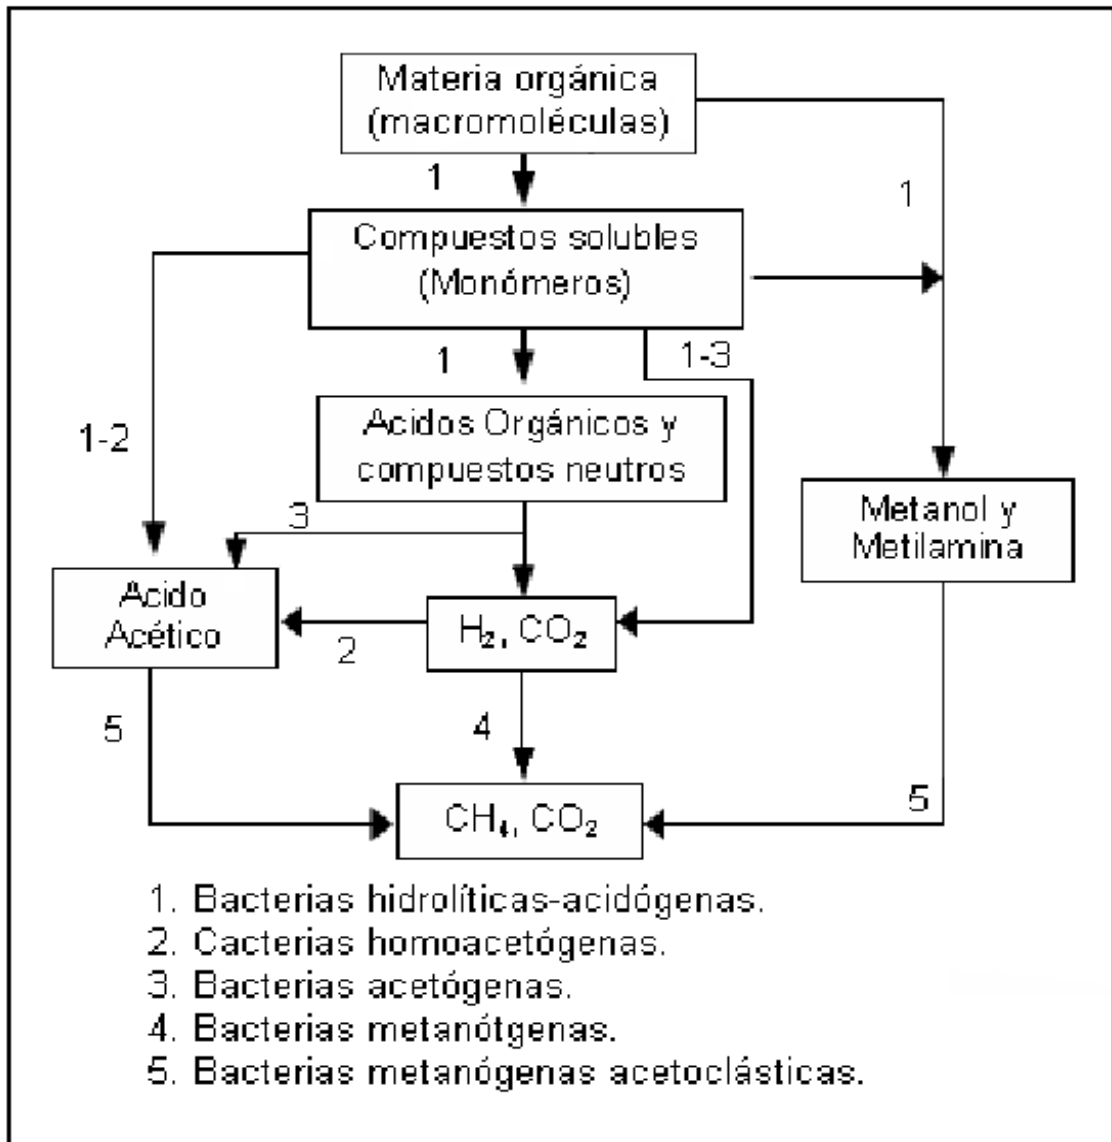 Materia orgánica
(macromoléculas)
1
1
Compuestos solubles
(Monómeros)
1
1-3
1-2
Acidos Orgánicos y
compuestos neutros
3
Metanol y
Metilamina
Acido
Acético
H₂, CO₂
2
5
4
5
CH₄, CO₂
1. Bacterias hidrolíticas-acidógenas.
2. Cacterias homoacetógenas.
3. Bacterias acetógenas.
4. Bacterias metanótgenas.
5. Bacterias metanógenas acetoclásticas.